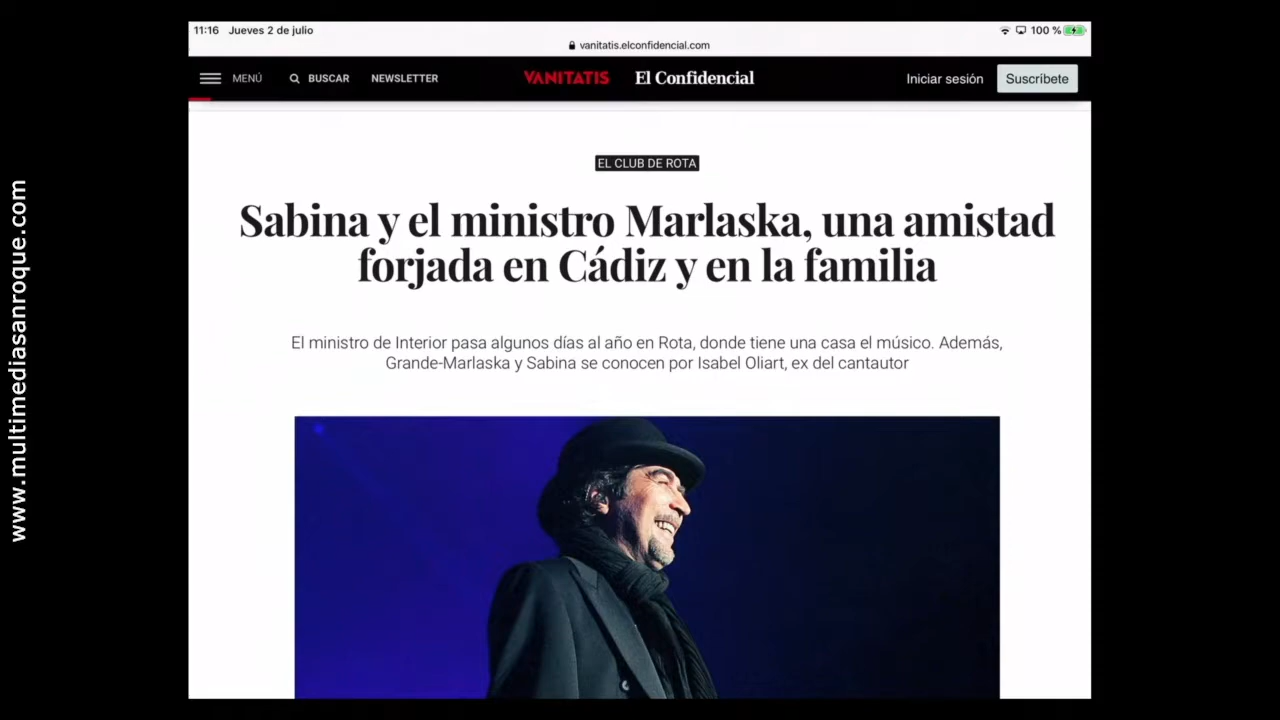 11:16 Jueves 2 de julio
100 %
vanitatis.elconfidencial.com
MENÚ BUSCAR NEWSLETTER VANITATIS El Confidencial Iniciar sesión Suscríbete
EL CLUB DE ROTA
Sabina y el ministro Marlaska, una amistad
forjada en Cádiz y en la familia
El ministro de Interior pasa algunos días al año en Rota, donde tiene una casa el músico. Además,
Grande-Marlaska y Sabina se conocen por Isabel Oliart, ex del cantautor
www.multimediasanroque.com